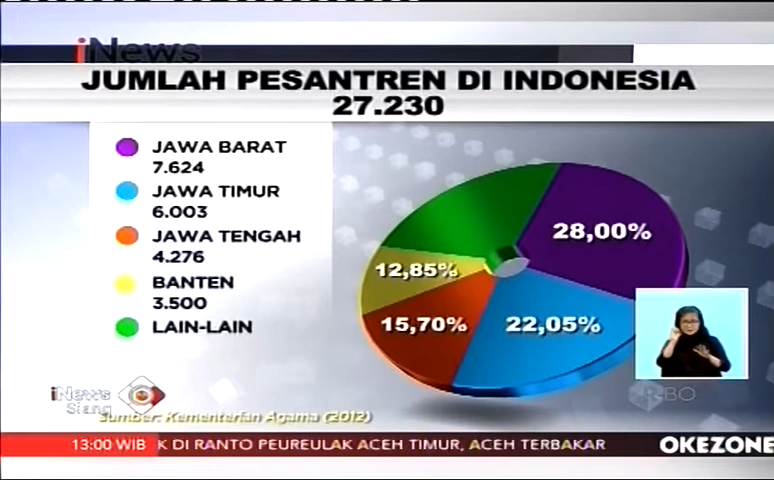 iNews
JUMLAH PESANTREN DI INDONESIA
27.230
JAWA BARAT
7.624
JAWA TIMUR
6.003
JAWA TENGAH
4.276
BANTEN
3.500
LAIN-LAIN
28,00%
12,85%
15,70%
22,05%
iNews
Siang
Sumber: Kementerian Agama (2012)
13:00 WIB K DI RANTO PEUREULAK ACEH TIMUR, ACEH TERBAKAR OKEZONE